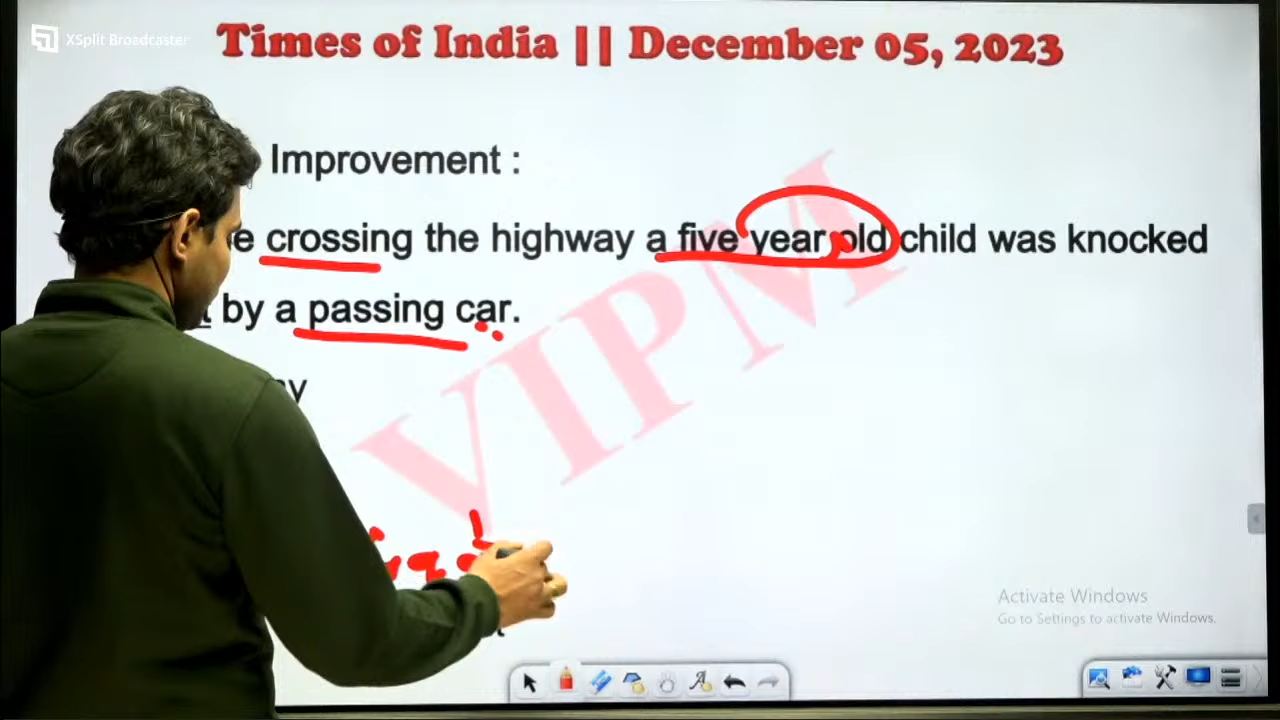 XSplit Broadcaster
Times of India || December 05, 2023
Improvement :
crossing the highway a five year old child was knocked
by a passing car.
VIPM
Activate Windows
Go to Settings to activate Windows.